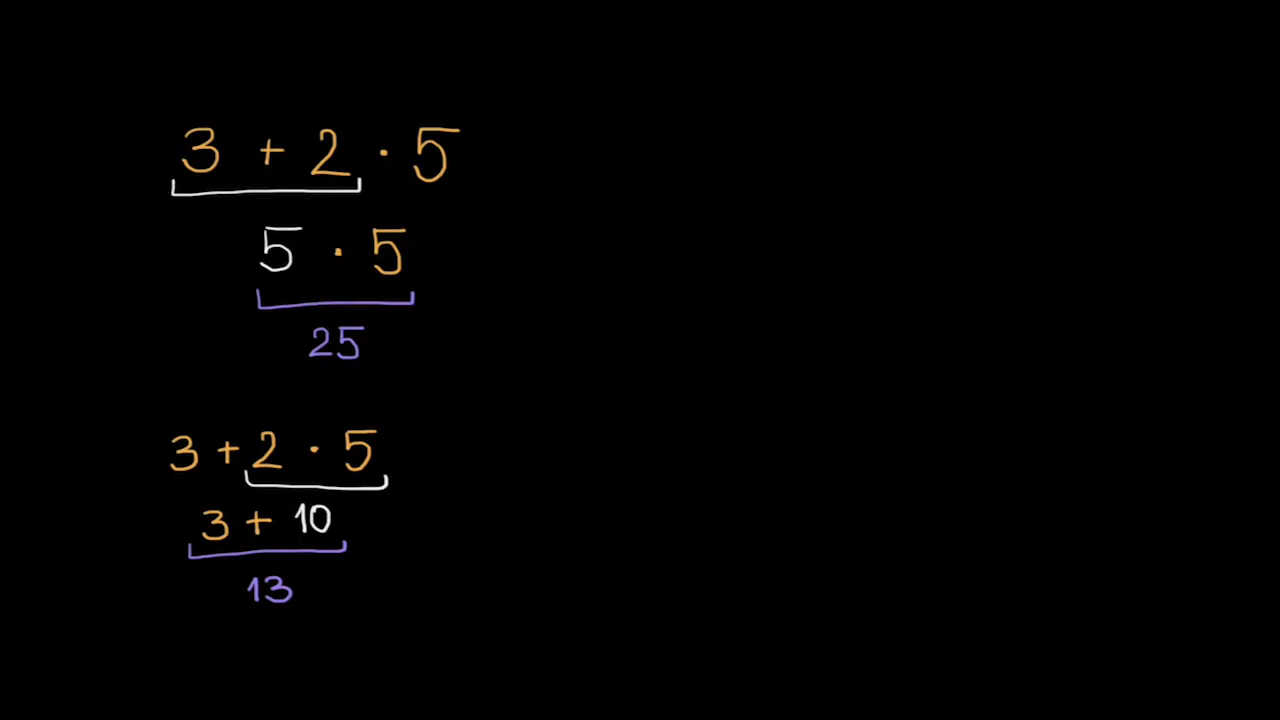 3 + 2 · 5
5 · 5
25
3 + 2 · 5
3 + 10
13